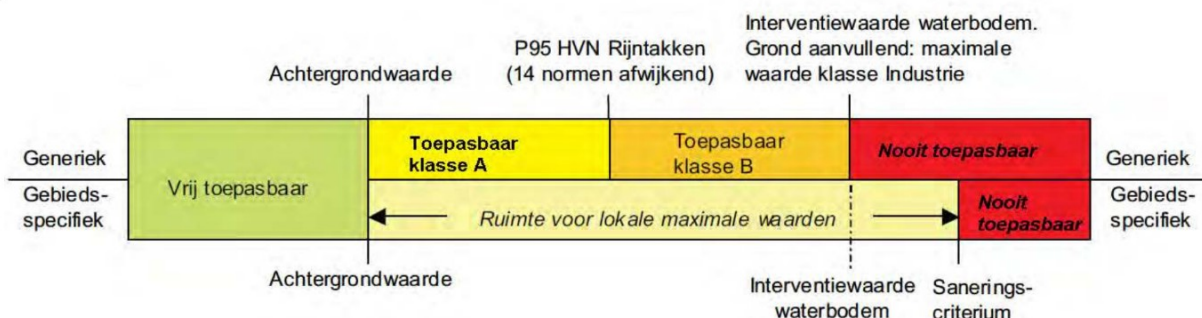 Interventiewaarde waterbodem.
P95 HVN Rijntakken
Grond aanvullend: maximale
Achtergrondwaarde
(14 normen afwijkend)
waarde klasse Industrie
Generiek
Gebieds-
specifiek
Vrij toepasbaar
Toepasbaar
klasse A
Toepasbaar
klasse B
Nooit toepasbaar
Generiek
Gebieds-
specifiek
Ruimte voor lokale maximale waarden
Nooit
toepasbaar
Achtergrondwaarde
Interventiewaarde
waterbodem
Sanerings-
criterium